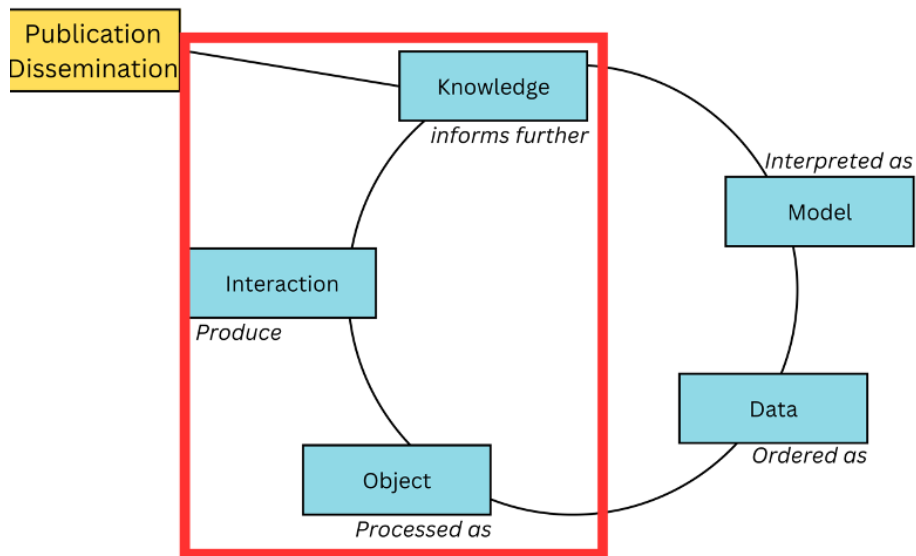 Publication
Dissemination
Knowledge
informs further
Interpreted as
Model
Interaction
Produce
Data
Ordered as
Object
Processed as